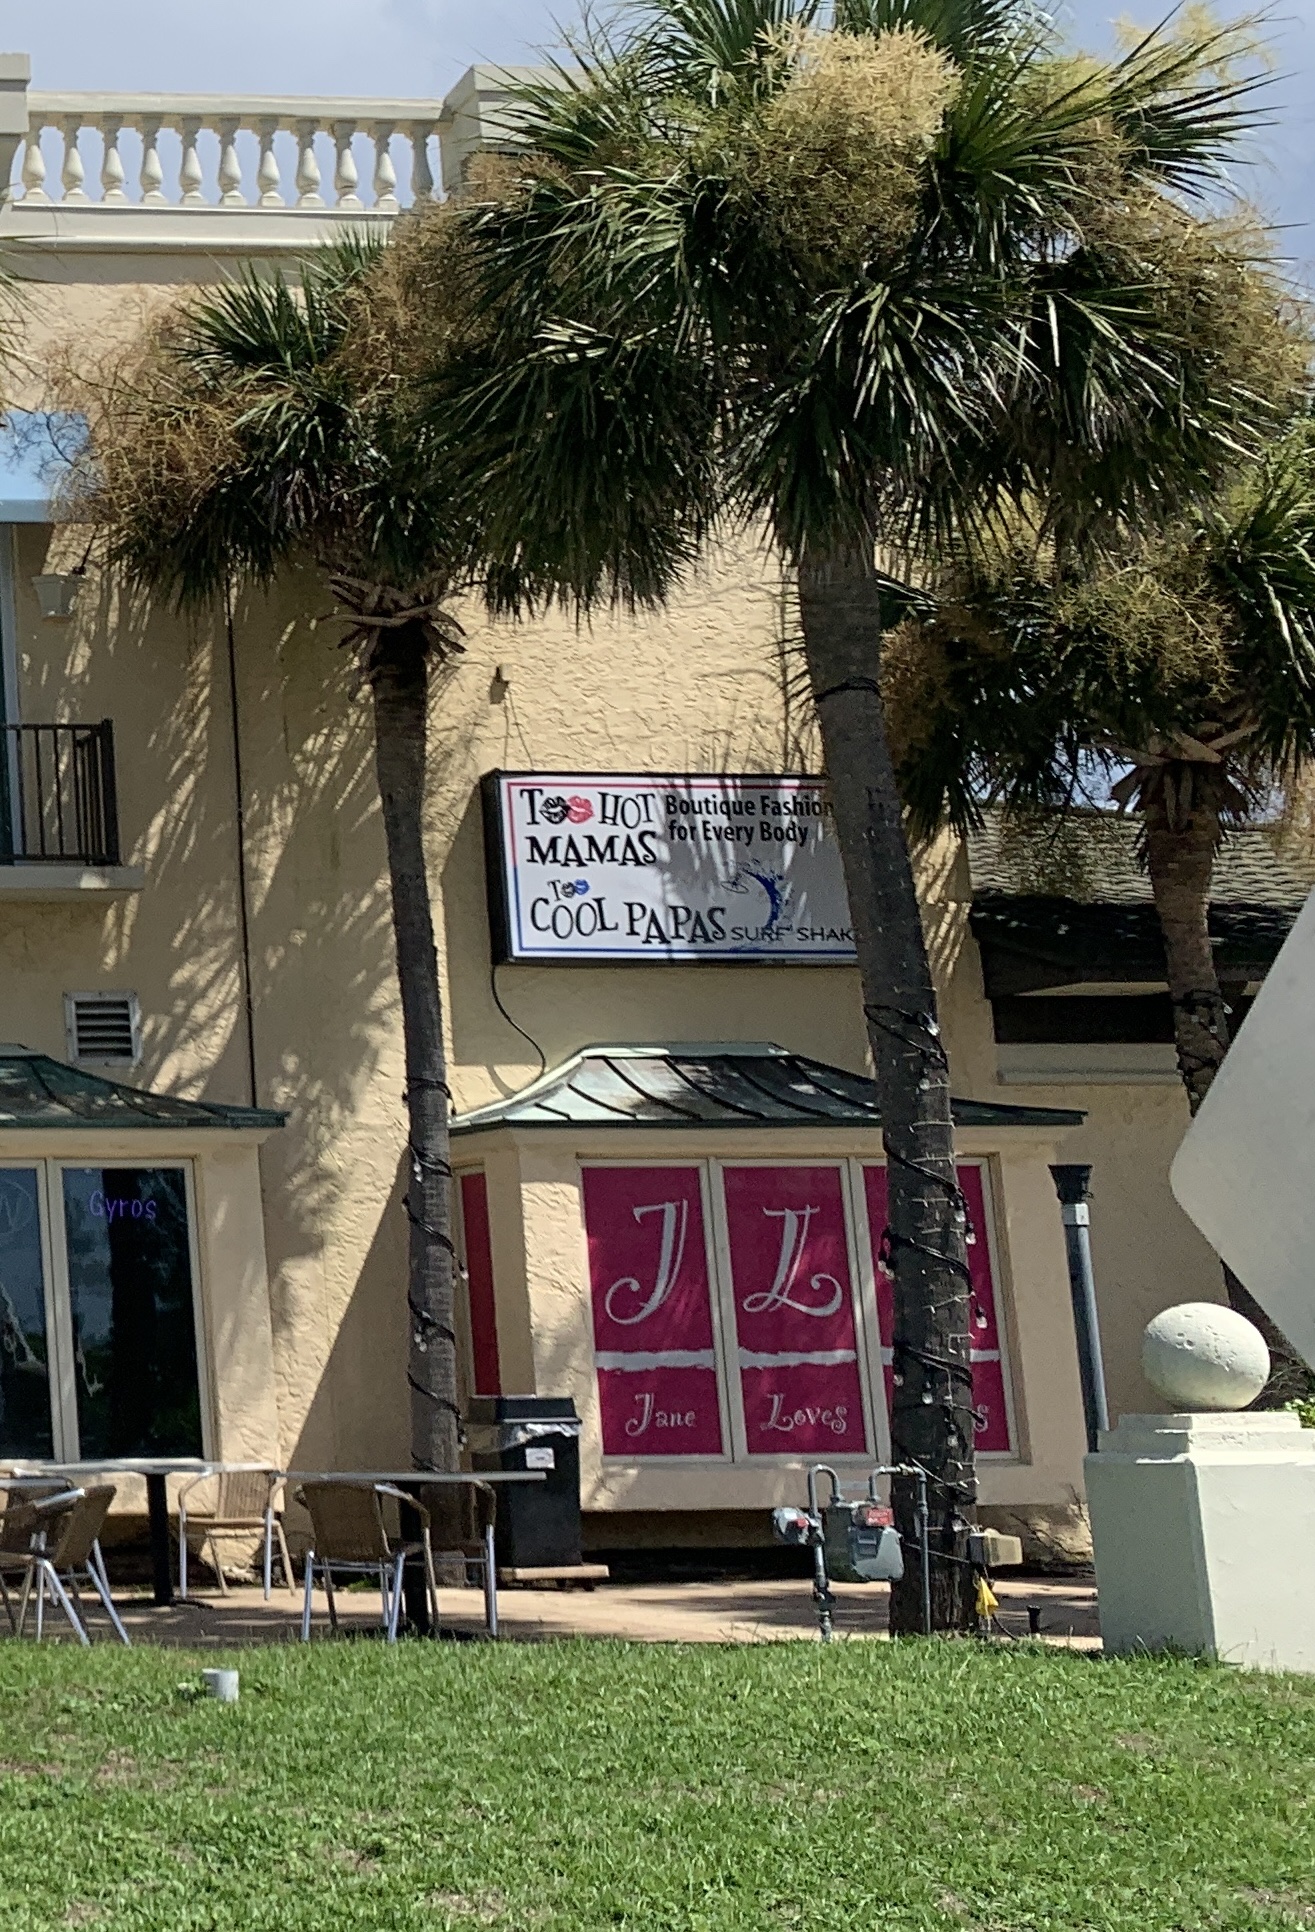 Too HOT
MAMAS
Boutique Fashion
for Every Body
Too
COOL PAPAS
SURF SHAK
Gyros
J L
Jane Loves